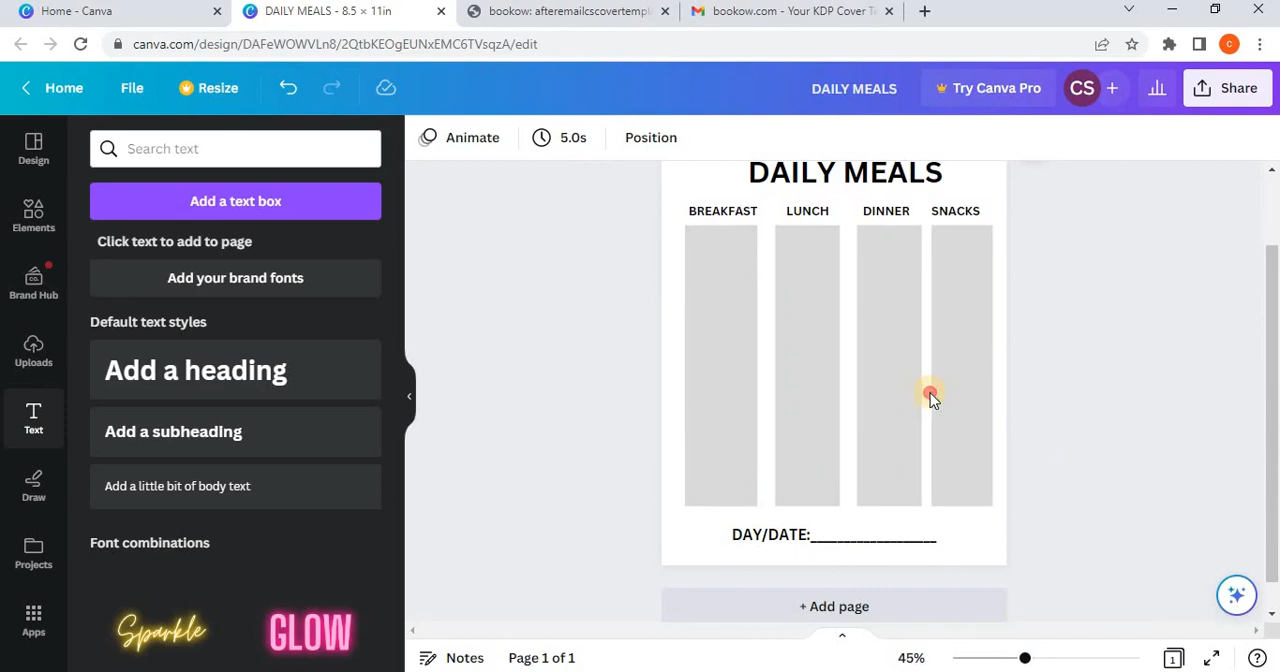 Home - Canva
DAILY MEALS - 8.5 × 11in
bookow: afteremailcscovertempl
bookow.com - Your KDP Cover Te
canva.com/design/DAFeWOWVLn8/2QtbKEOgEUNxEMC6TVsqzA/edit
C
Home
File
Resize
DAILY MEALS
Try Canva Pro
CS
Share
Design
Elements
Brand Hub
Uploads
Text
Draw
Projects
Apps
Search text
Add a text box
Click text to add to page
Add your brand fonts
Default text styles
Add a heading
Add a subheading
Add a little bit of body text
Font combinations
Sparkle
GLOW
Animate
5.0s
Position
DAILY MEALS
BREAKFAST LUNCH DINNER SNACKS
DAY/DATE:__________________
+ Add page
Notes
Page 1 of 1
45%
1